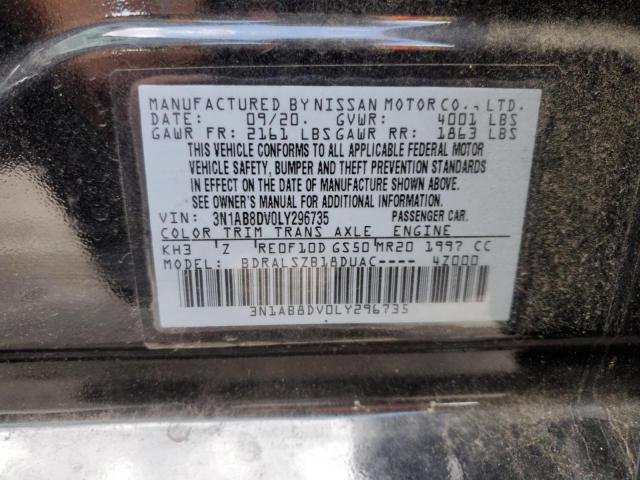 MANUFACTURED BY NISSAN MOTOR CO., LTD.
DATE: 09/20. GVWR: 4001 LBS
GAWR FR: 2161 LBS GAWR RR: 1863 LBS
THIS VEHICLE CONFORMS TO ALL APPLICABLE FEDERAL MOTOR
VEHICLE SAFETY, BUMPER AND THEFT PREVENTION STANDARDS
IN EFFECT ON THE DATE OF MANUFACTURE SHOWN ABOVE.
SEE OWNER'S MANUAL FOR ADDITIONAL INFORMATION.
VIN: 3N1AB8DV0LY296735 PASSENGER CAR.
COLOR TRIM TRANS AXLE ENGINE
KH3 Z RE0F10D GS50 MR20 1997 CC
MODEL: BDRALSZB18DUAC---- 4Z000
3N1AB8DV0LY296735